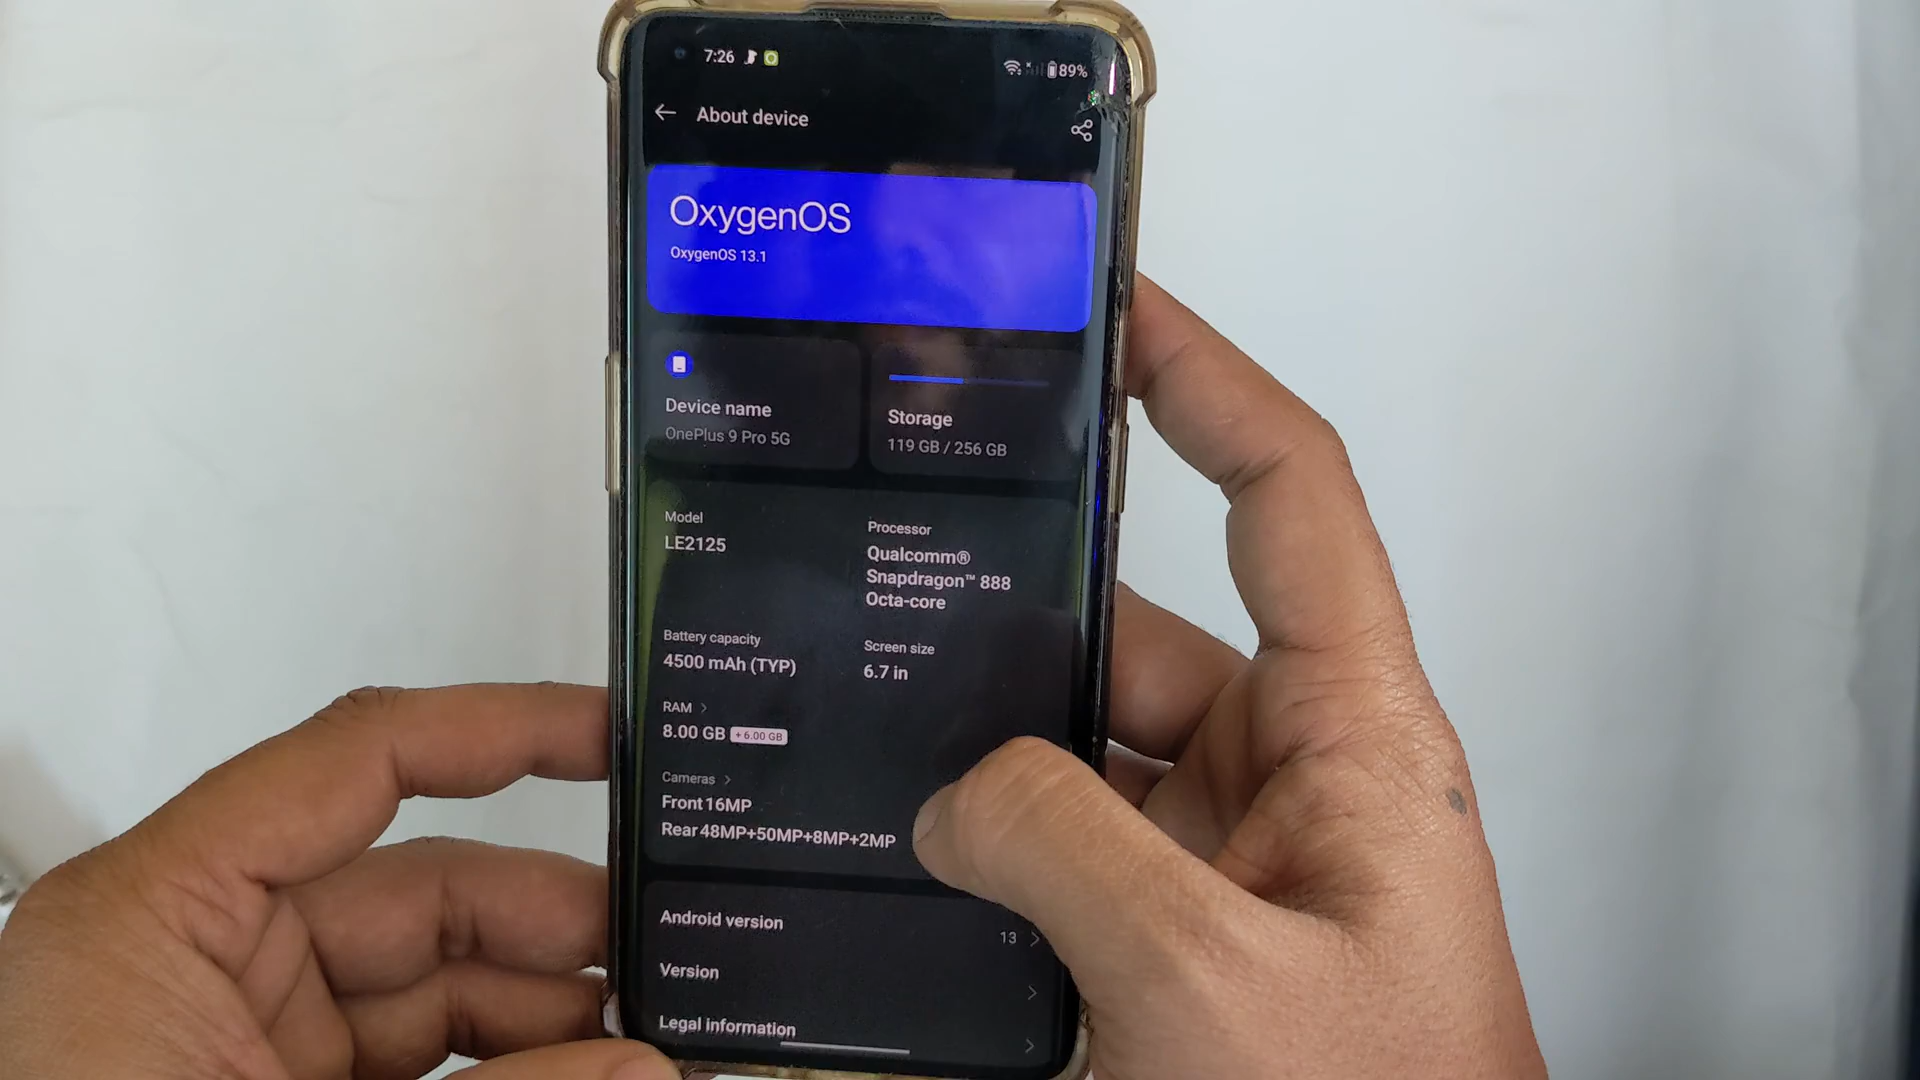 7:26
89%
About device
OxygenOS
OxygenOS 13.1
Device name
OnePlus 9 Pro 5G
Storage
119 GB / 256 GB
Model
LE2125
Processor
Qualcomm®
Snapdragon™ 888
Octa-core
Battery capacity
4500 mAh (TYP)
Screen size
6.7 in
RAM
8.00 GB + 6.00 GB
Cameras
Front 16MP
Rear 48MP+50MP+8MP+2MP
Android version
13
Version
Legal information